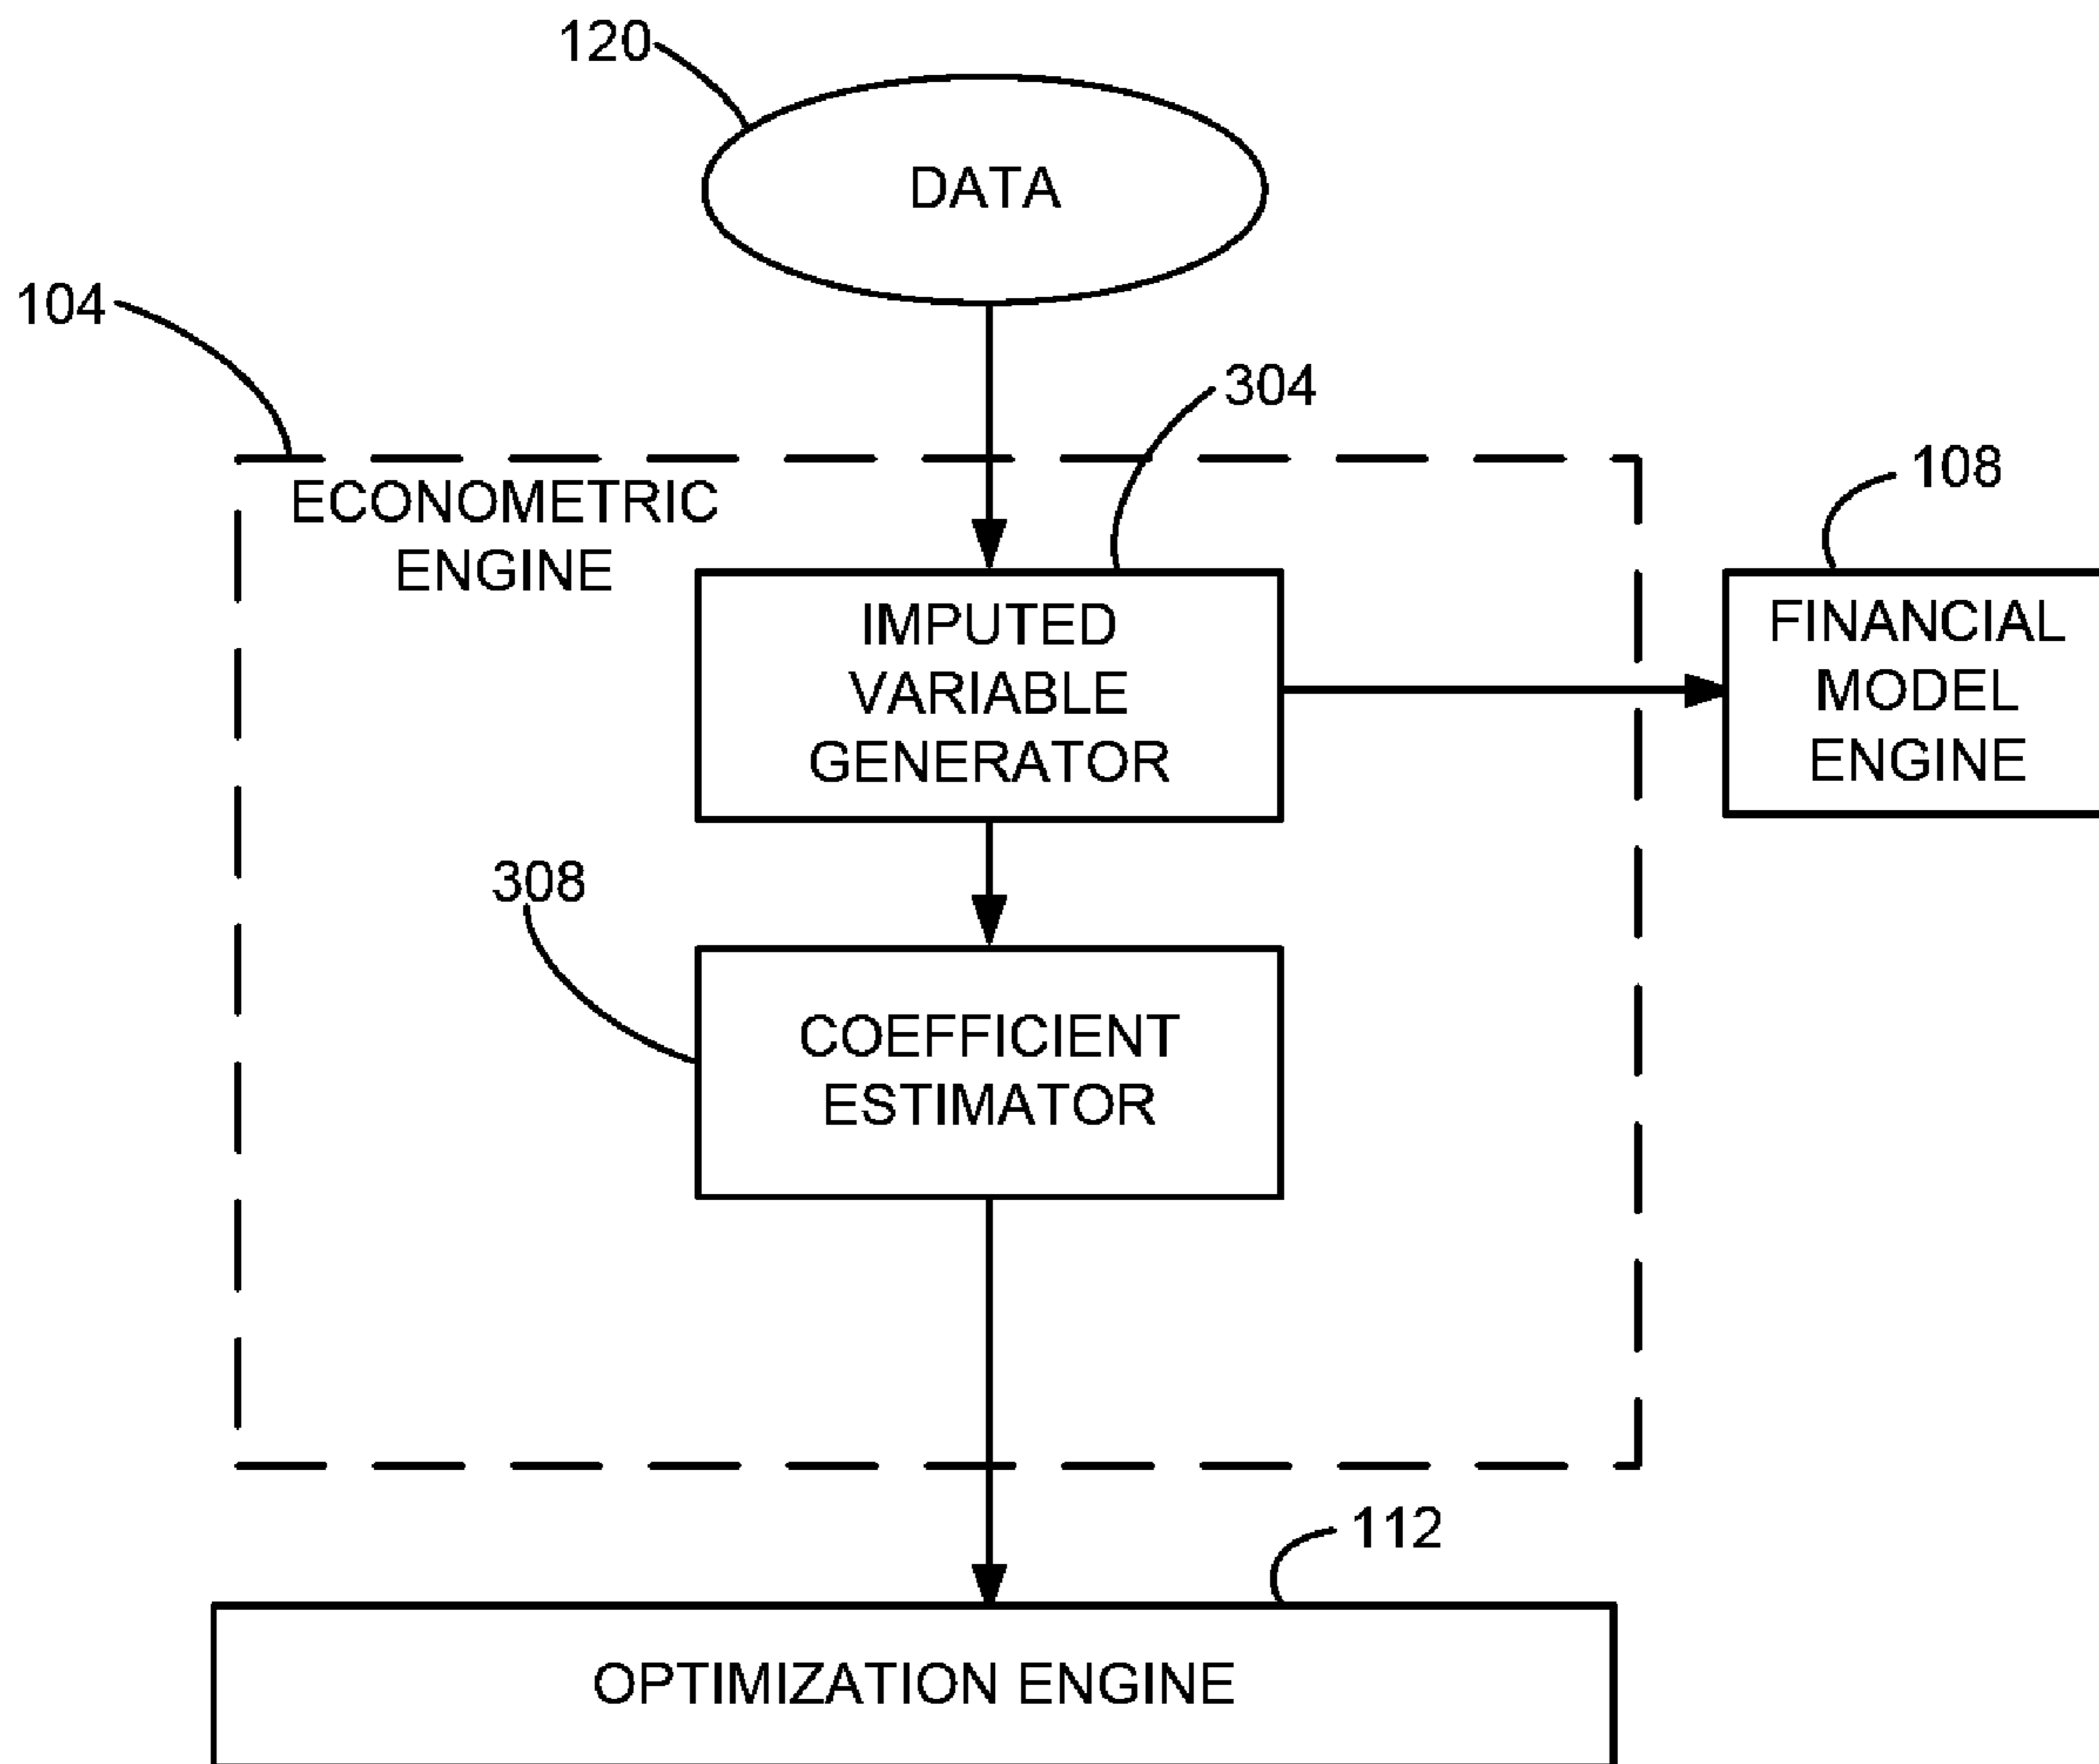 120
DATA
104
304
108
ECONOMETRIC
ENGINE
IMPUTED
VARIABLE
GENERATOR
FINANCIAL
MODEL
ENGINE
308
COEFFICIENT
ESTIMATOR
112
OPTIMIZATION ENGINE